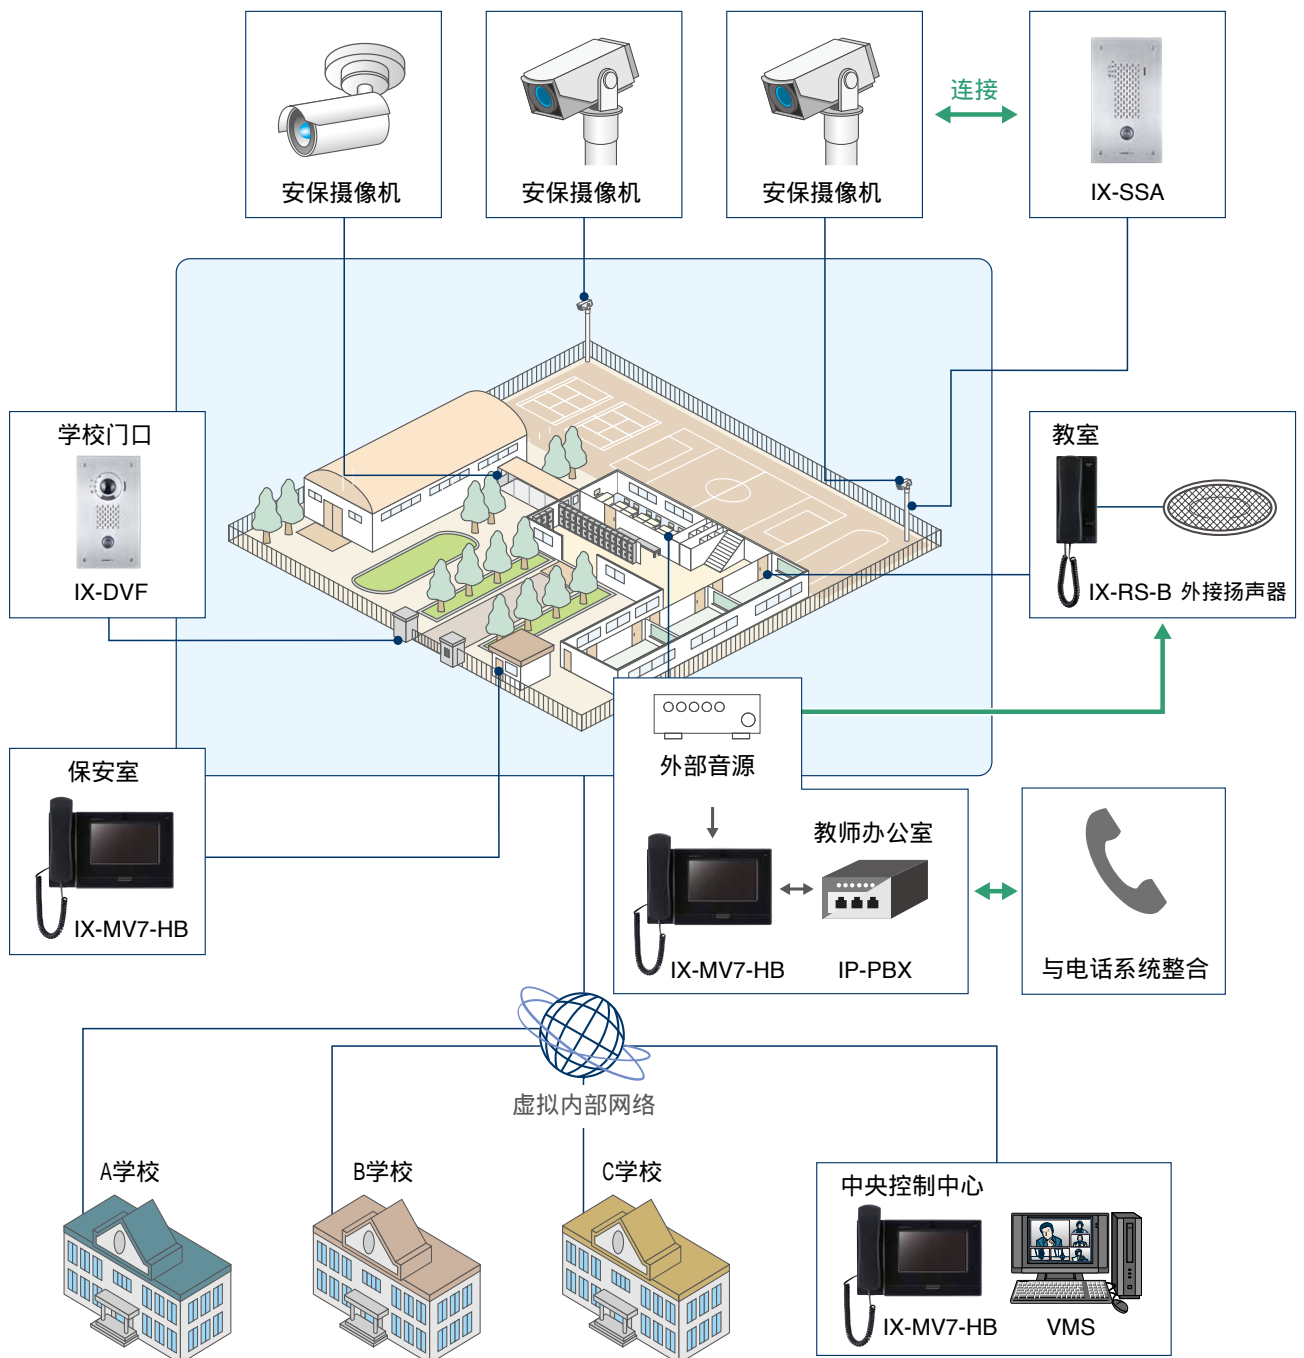 连接
安保摄像机
安保摄像机
安保摄像机
IX-SSA
学校门口
IX-DVF
教室
IX-RS-B 外接扬声器
外部音源
保安室
IX-MV7-HB
教师办公室
IX-MV7-HB
IP-PBX
与电话系统整合
虚拟内部网络
A学校
B学校
C学校
中央控制中心
IX-MV7-HB
VMS